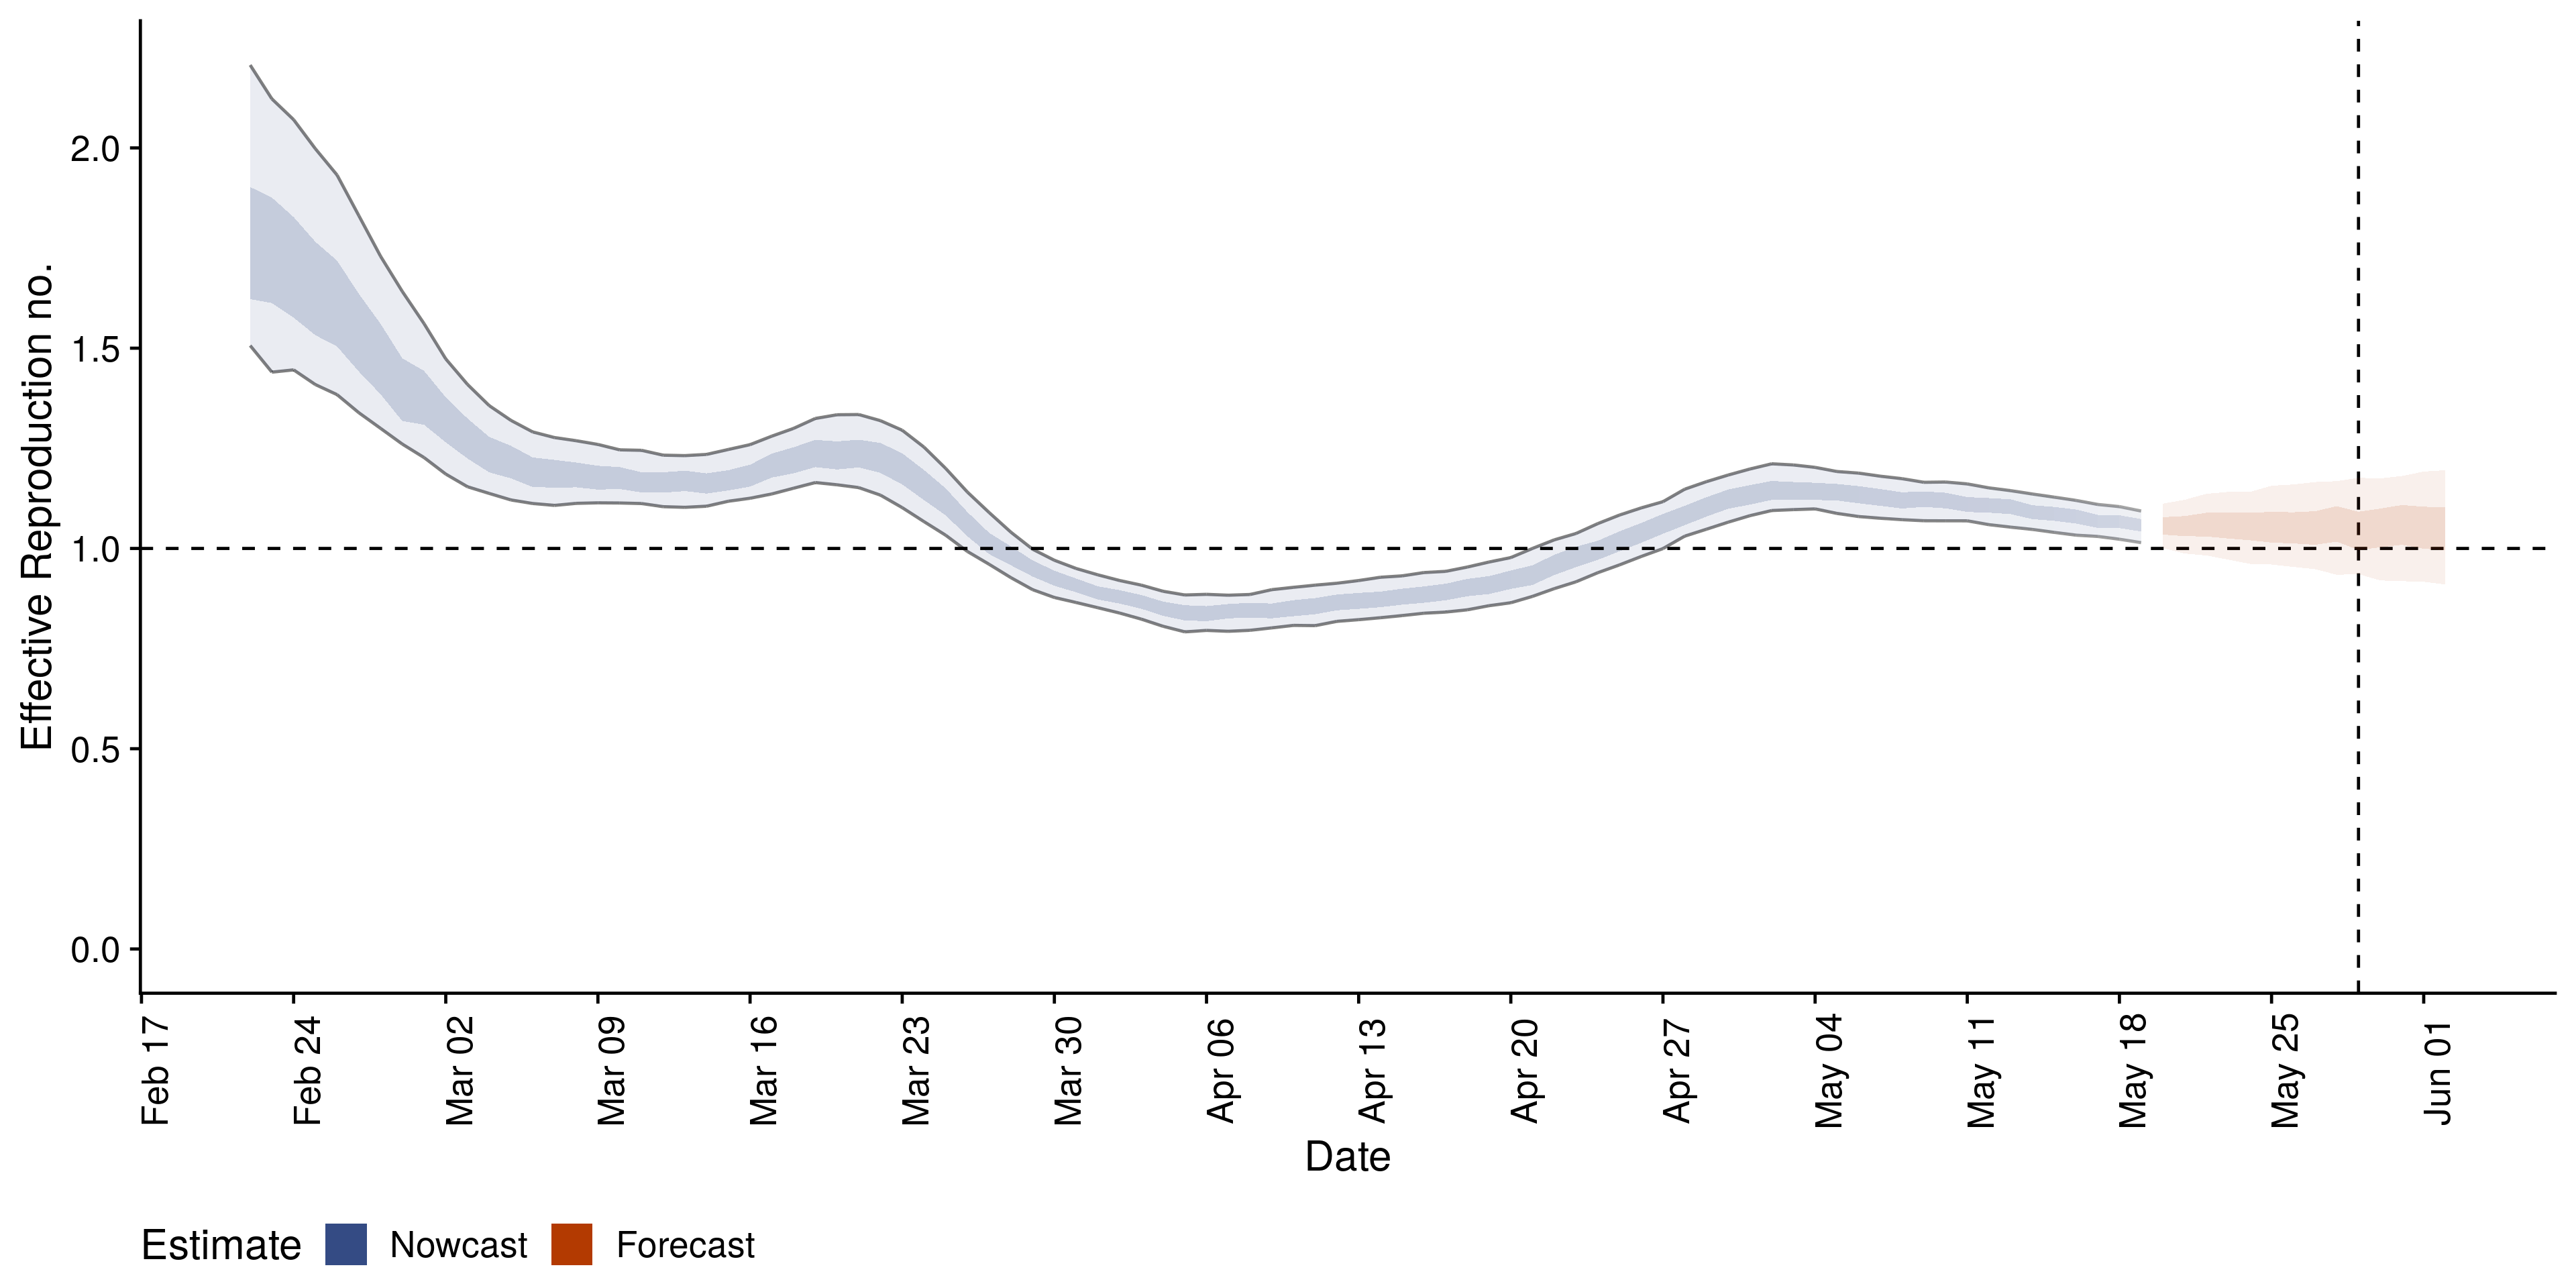 Effective Reproduction no.
2.0
1.5
1.0
0.5
0.0
Feb 17
Feb 24
Mar 02
Mar 09
Mar 16
Mar 23
Mar 30
Apr 06
Apr 13
Apr 20
Apr 27
May 04
May 11
May 18
May 25
Jun 01
Date
Estimate Nowcast Forecast